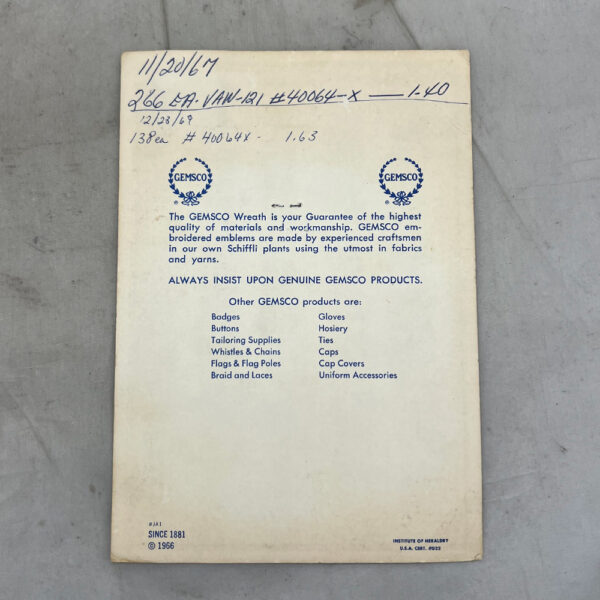 11/20/67
266 EA. VAW-121 #40064-X — 1.40
12/28/69
138ea # 40064X - 1.63
GEMSCO
GEMSCO
The GEMSCO Wreath is your Guarantee of the highest
quality of materials and workmanship. GEMSCO em-
broidered emblems are made by experienced craftsmen
in our own Schiffli plants using the utmost in fabrics
and yarns.
ALWAYS INSIST UPON GENUINE GEMSCO PRODUCTS.
Other GEMSCO products are:
Badges
Buttons
Tailoring Supplies
Whistles & Chains
Flags & Flag Poles
Braid and Laces
Gloves
Hosiery
Ties
Caps
Cap Covers
Uniform Accessories
SINCE 1881
© 1966
INSTITUTE OF HERALDRY
U.S.A. CERT.